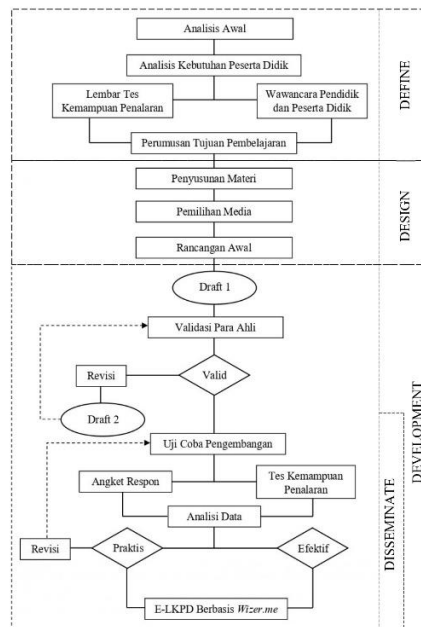 Analisis Awal
Analisis Kebutuhan Peserta Didik
Lembar Tes
Kemampuan Penalaran
Wawancara Pendidik
dan Peserta Didik
Perumusan Tujuan Pembelajaran
DEFINE
Penyusunan Materi
Pemilihan Media
Rancangan Awal
DESIGN
Draft 1
Validasi Para Ahli
Revisi
Valid
Draft 2
Uji Coba Pengembangan
Angket Respon
Tes Kemampuan
Penalaran
Analisi Data
Revisi
Praktis
Efektif
E-LKPD Berbasis Wizer.me
DISSEMINATE
DEVELOPMENT